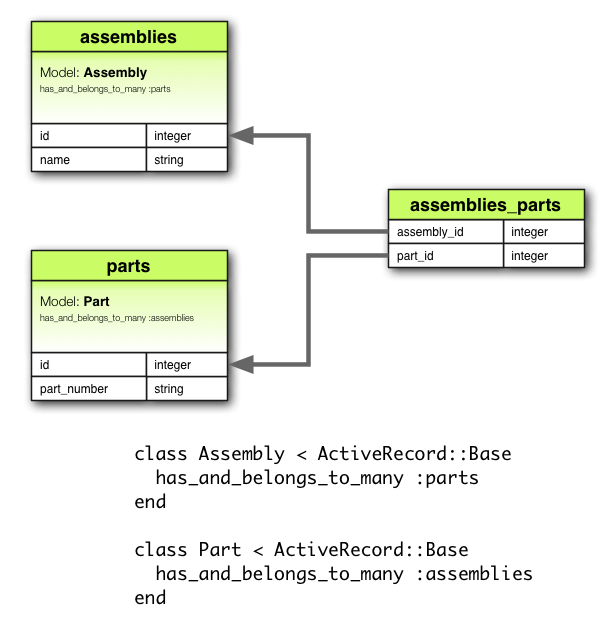 assemblies
Model: Assembly
has_and_belongs_to_many :parts
id integer
name string
assemblies_parts
assembly_id integer
part_id integer
parts
Model: Part
has_and_belongs_to_many :assemblies
id integer
part_number string
class Assembly < ActiveRecord::Base
  has_and_belongs_to_many :parts
end
class Part < ActiveRecord::Base
  has_and_belongs_to_many :assemblies
end